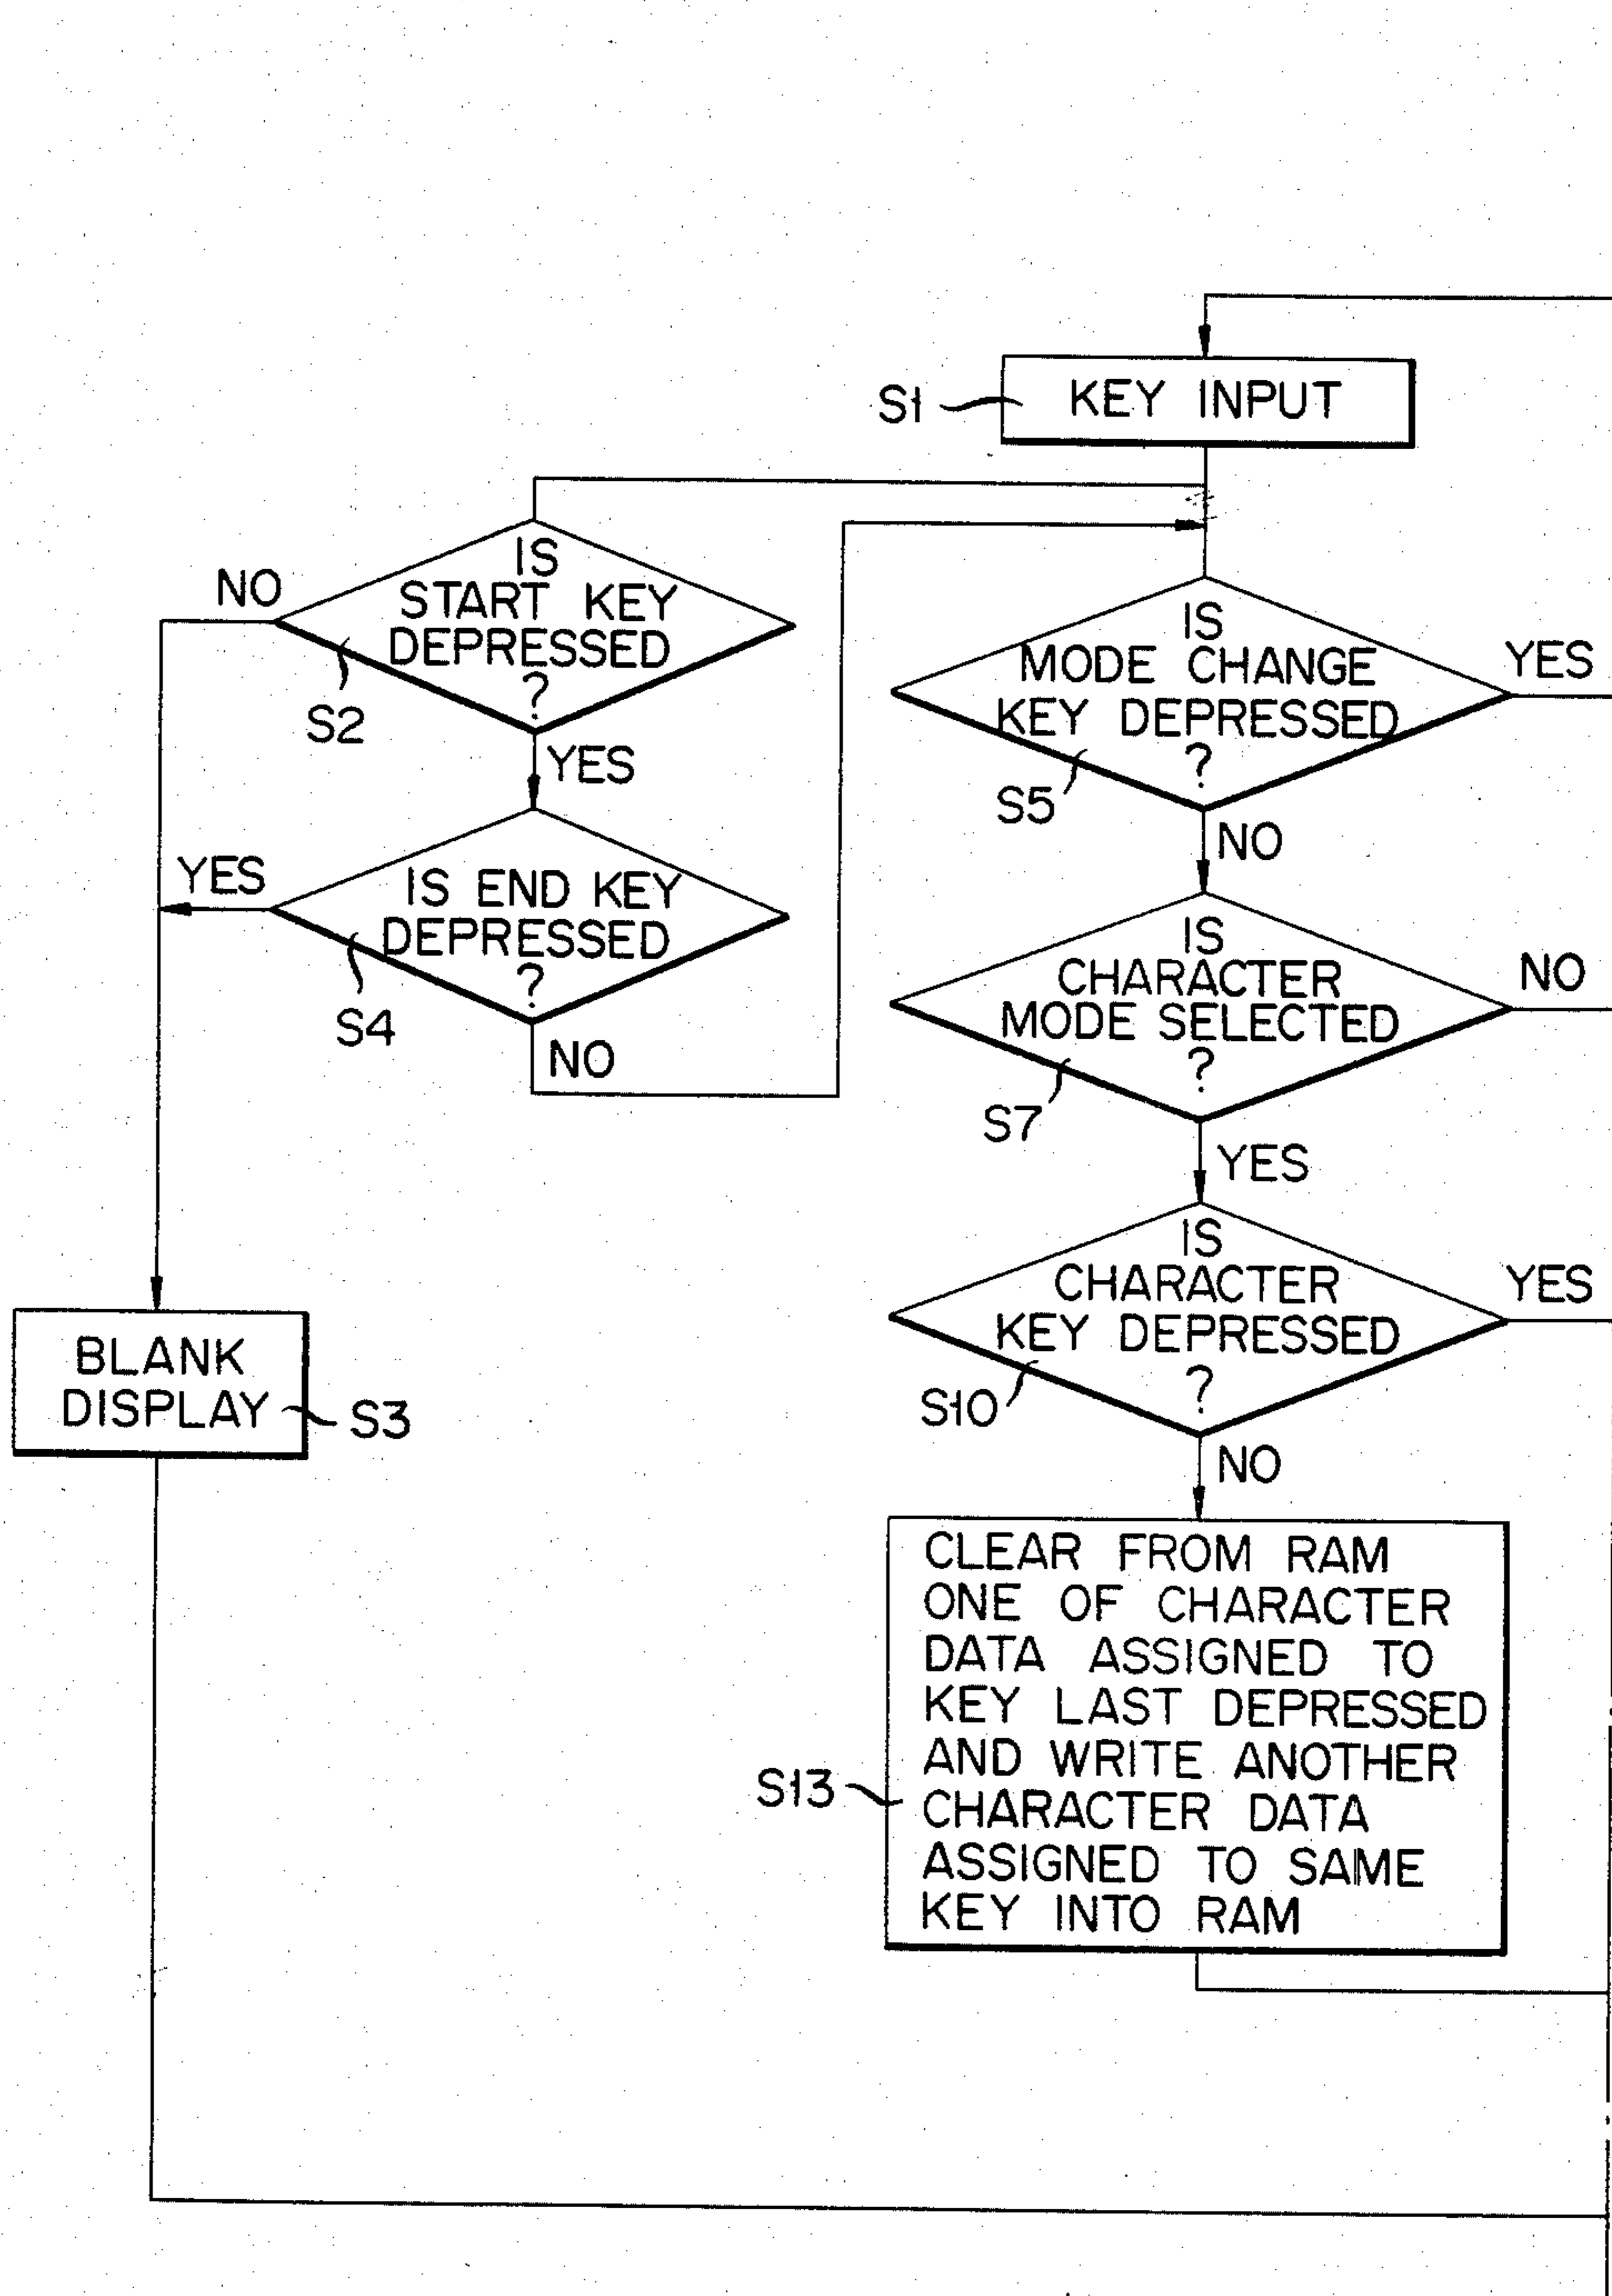 S1
KEY INPUT
IS
START KEY
DEPRESSED
?
NO
S2
YES
IS END KEY
DEPRESSED
?
YES
S4
NO
BLANK
DISPLAY
S3
IS
MODE CHANGE
KEY DEPRESSED
?
YES
S5
NO
IS
CHARACTER
MODE SELECTED
?
NO
S7
YES
IS
CHARACTER
KEY DEPRESSED
?
YES
S10
NO
CLEAR FROM RAM
ONE OF CHARACTER
DATA ASSIGNED TO
KEY LAST DEPRESSED
AND WRITE ANOTHER
CHARACTER DATA
ASSIGNED TO SAME
KEY INTO RAM
S13